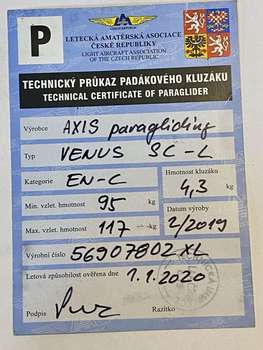 P
LETECKÁ AMATÉRSKÁ ASOCIACE
ČESKÉ REPUBLIKY
LIGHT AIRCRAFT ASSOCIATION
OF THE CZECH REPUBLIC
TECHNICKÝ PRŮKAZ PADÁKOVÉHO KLUZÁKU
TECHNICAL CERTIFICATE OF PARAGLIDER
Výrobce AXIS paragliding
Typ VENUS SC-L
Kategorie EN-C
Hmotnost kluzáku
4,3 kg
Min. vzlet. hmotnost 95 kg
Datum výroby
Max. vzlet. hmotnost 117 kg 2/2019
Výrobní číslo 56907802XL
Letová způsobilost ověřena dne 1.1.2020
Podpis Razítko